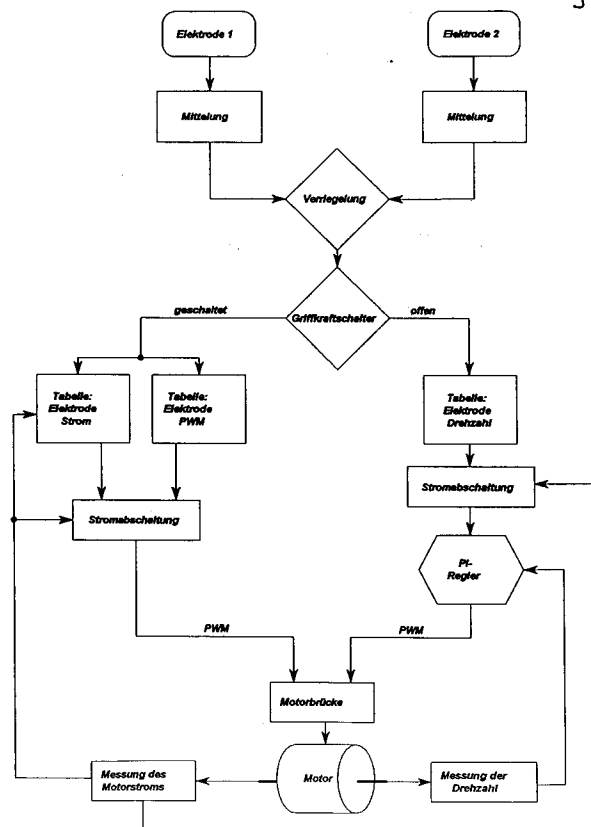 Elektrode 1
Elektrode 2
Mittelung
Mittelung
Verriegelung
geschaltet
Griffkraftschalter
offen
Tabelle:
Elektrode
Strom
Tabelle:
Elektrode
PWM
Tabelle:
Elektrode
Drehzahl
Stromabschaltung
Stromabschaltung
PI-
Regler
PWM
PWM
Motorbrücke
Messung des
Motorstroms
Motor
Messung der
Drehzahl